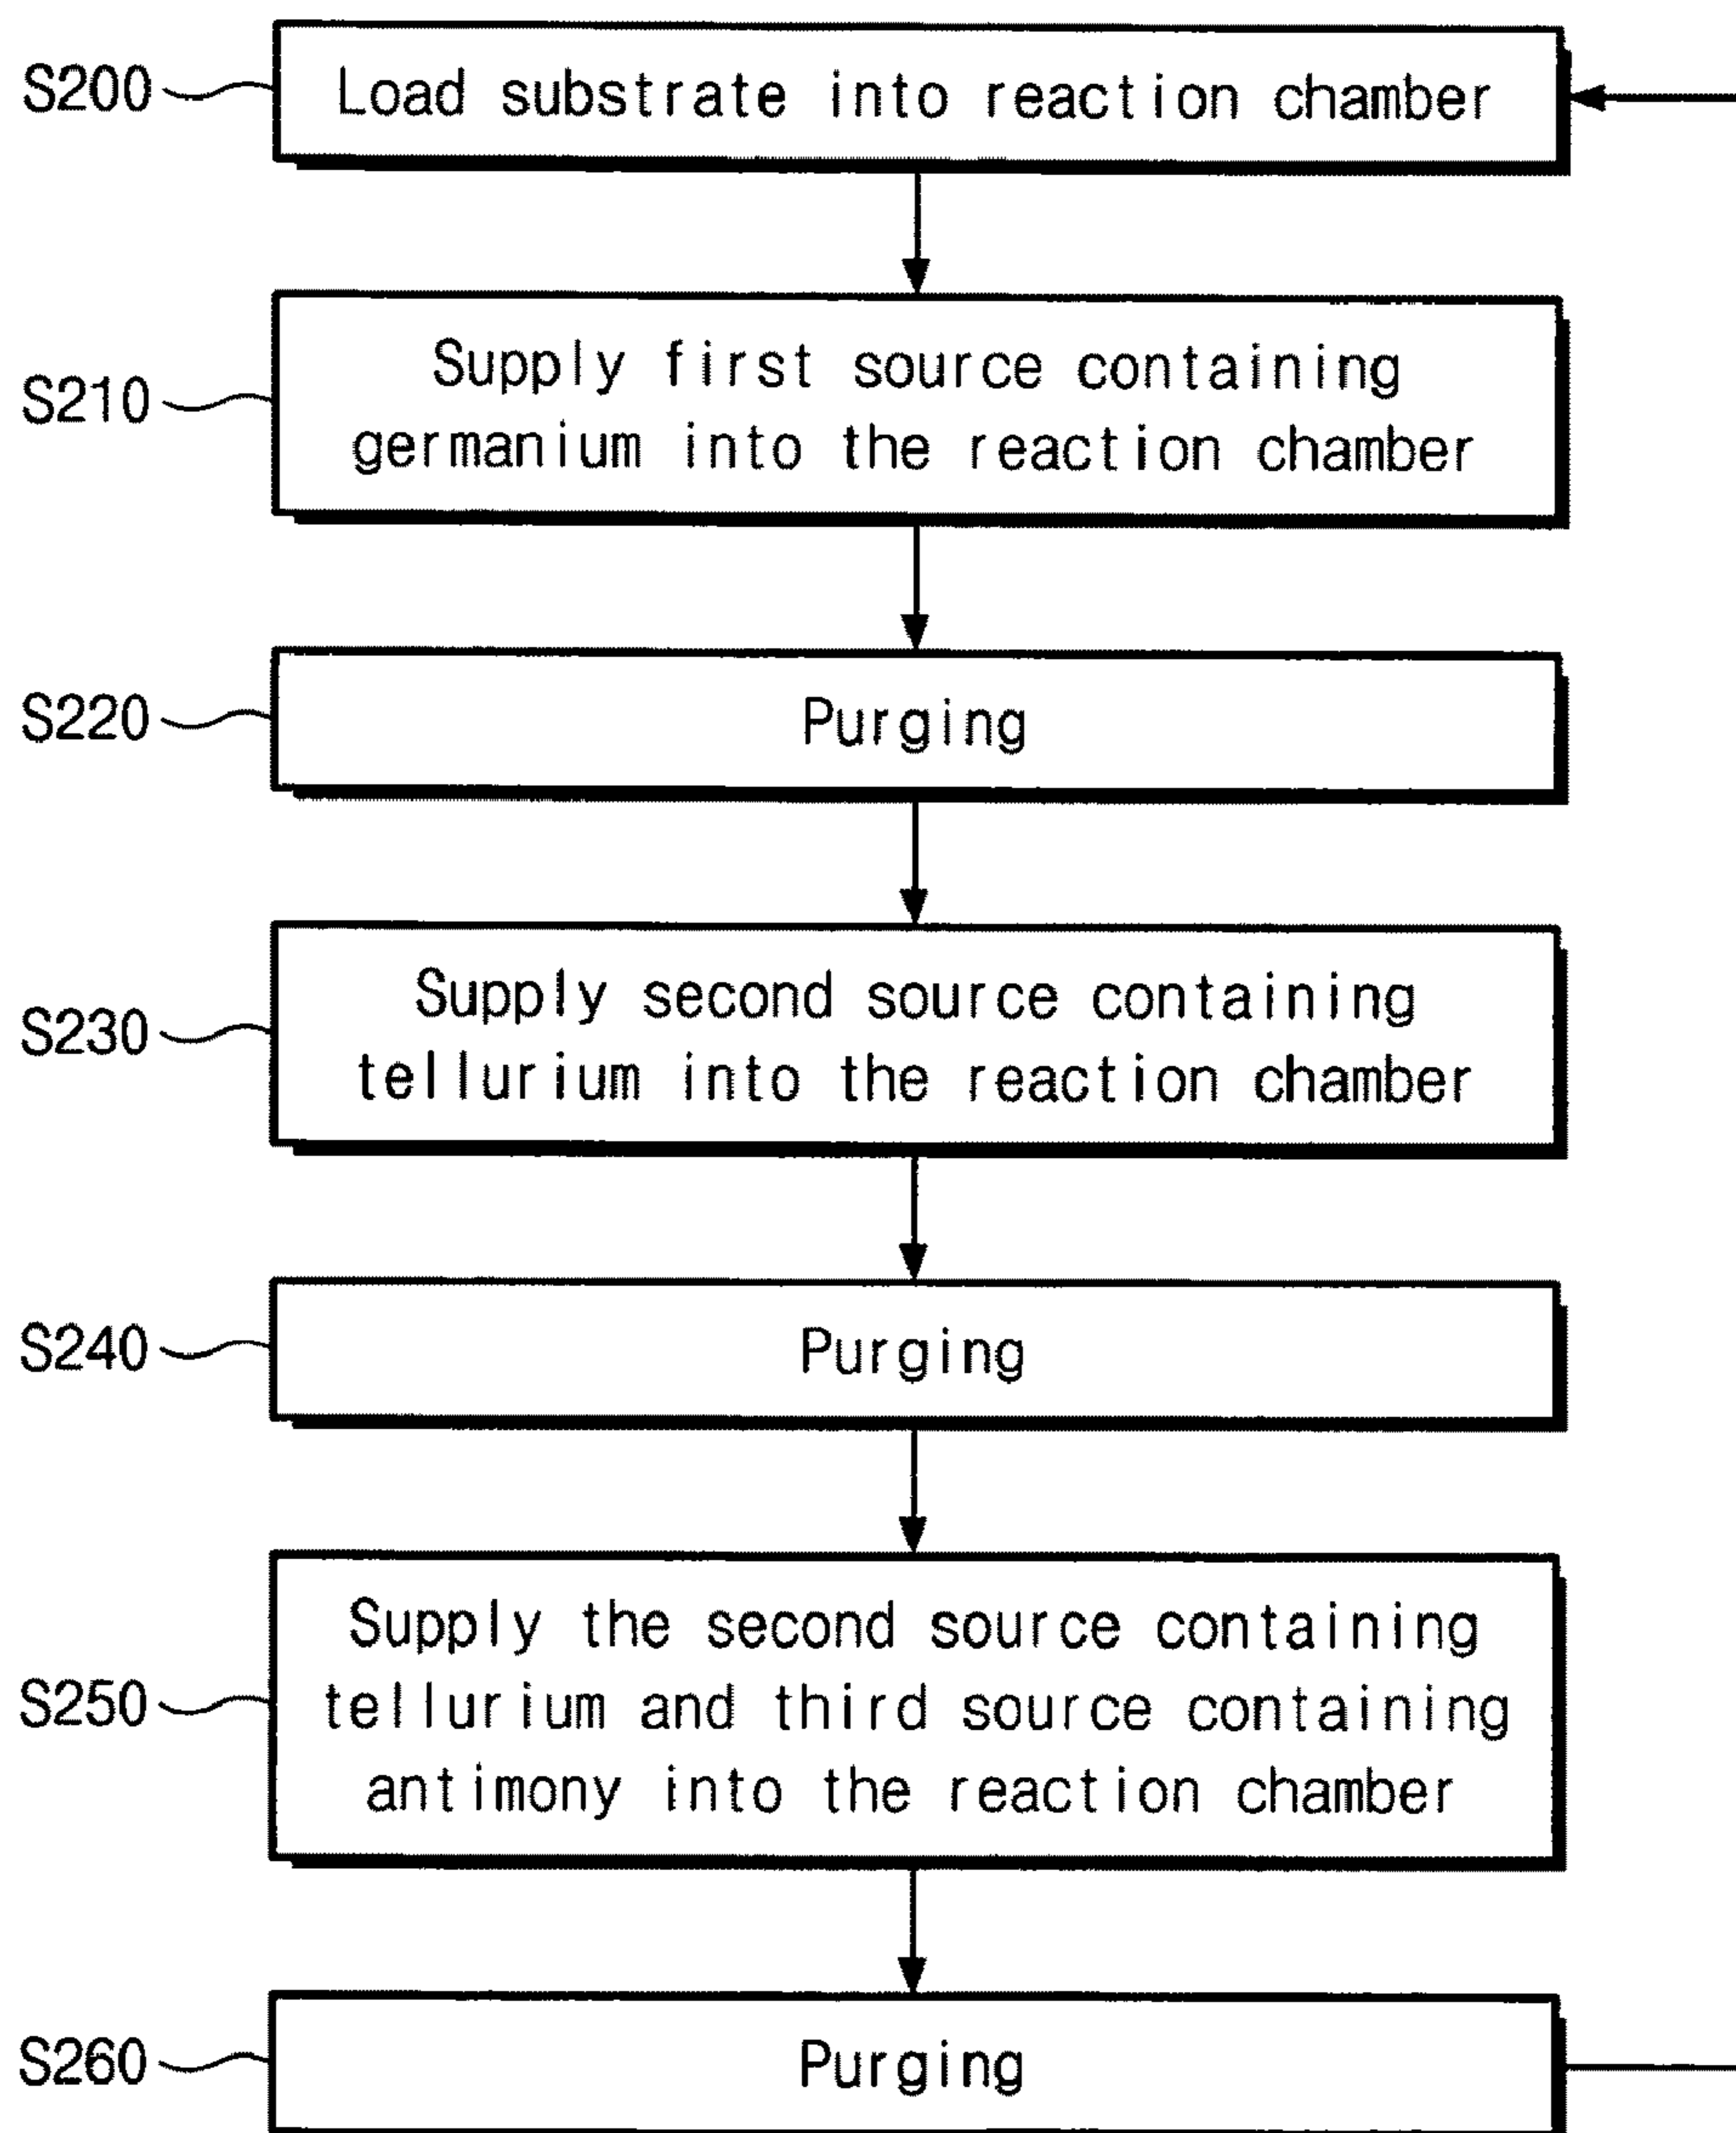 S200 Load substrate into reaction chamber
S210 Supply first source containing
germanium into the reaction chamber
S220 Purging
S230 Supply second source containing
tellurium into the reaction chamber
S240 Purging
S250 Supply the second source containing
tellurium and third source containing
antimony into the reaction chamber
S260 Purging